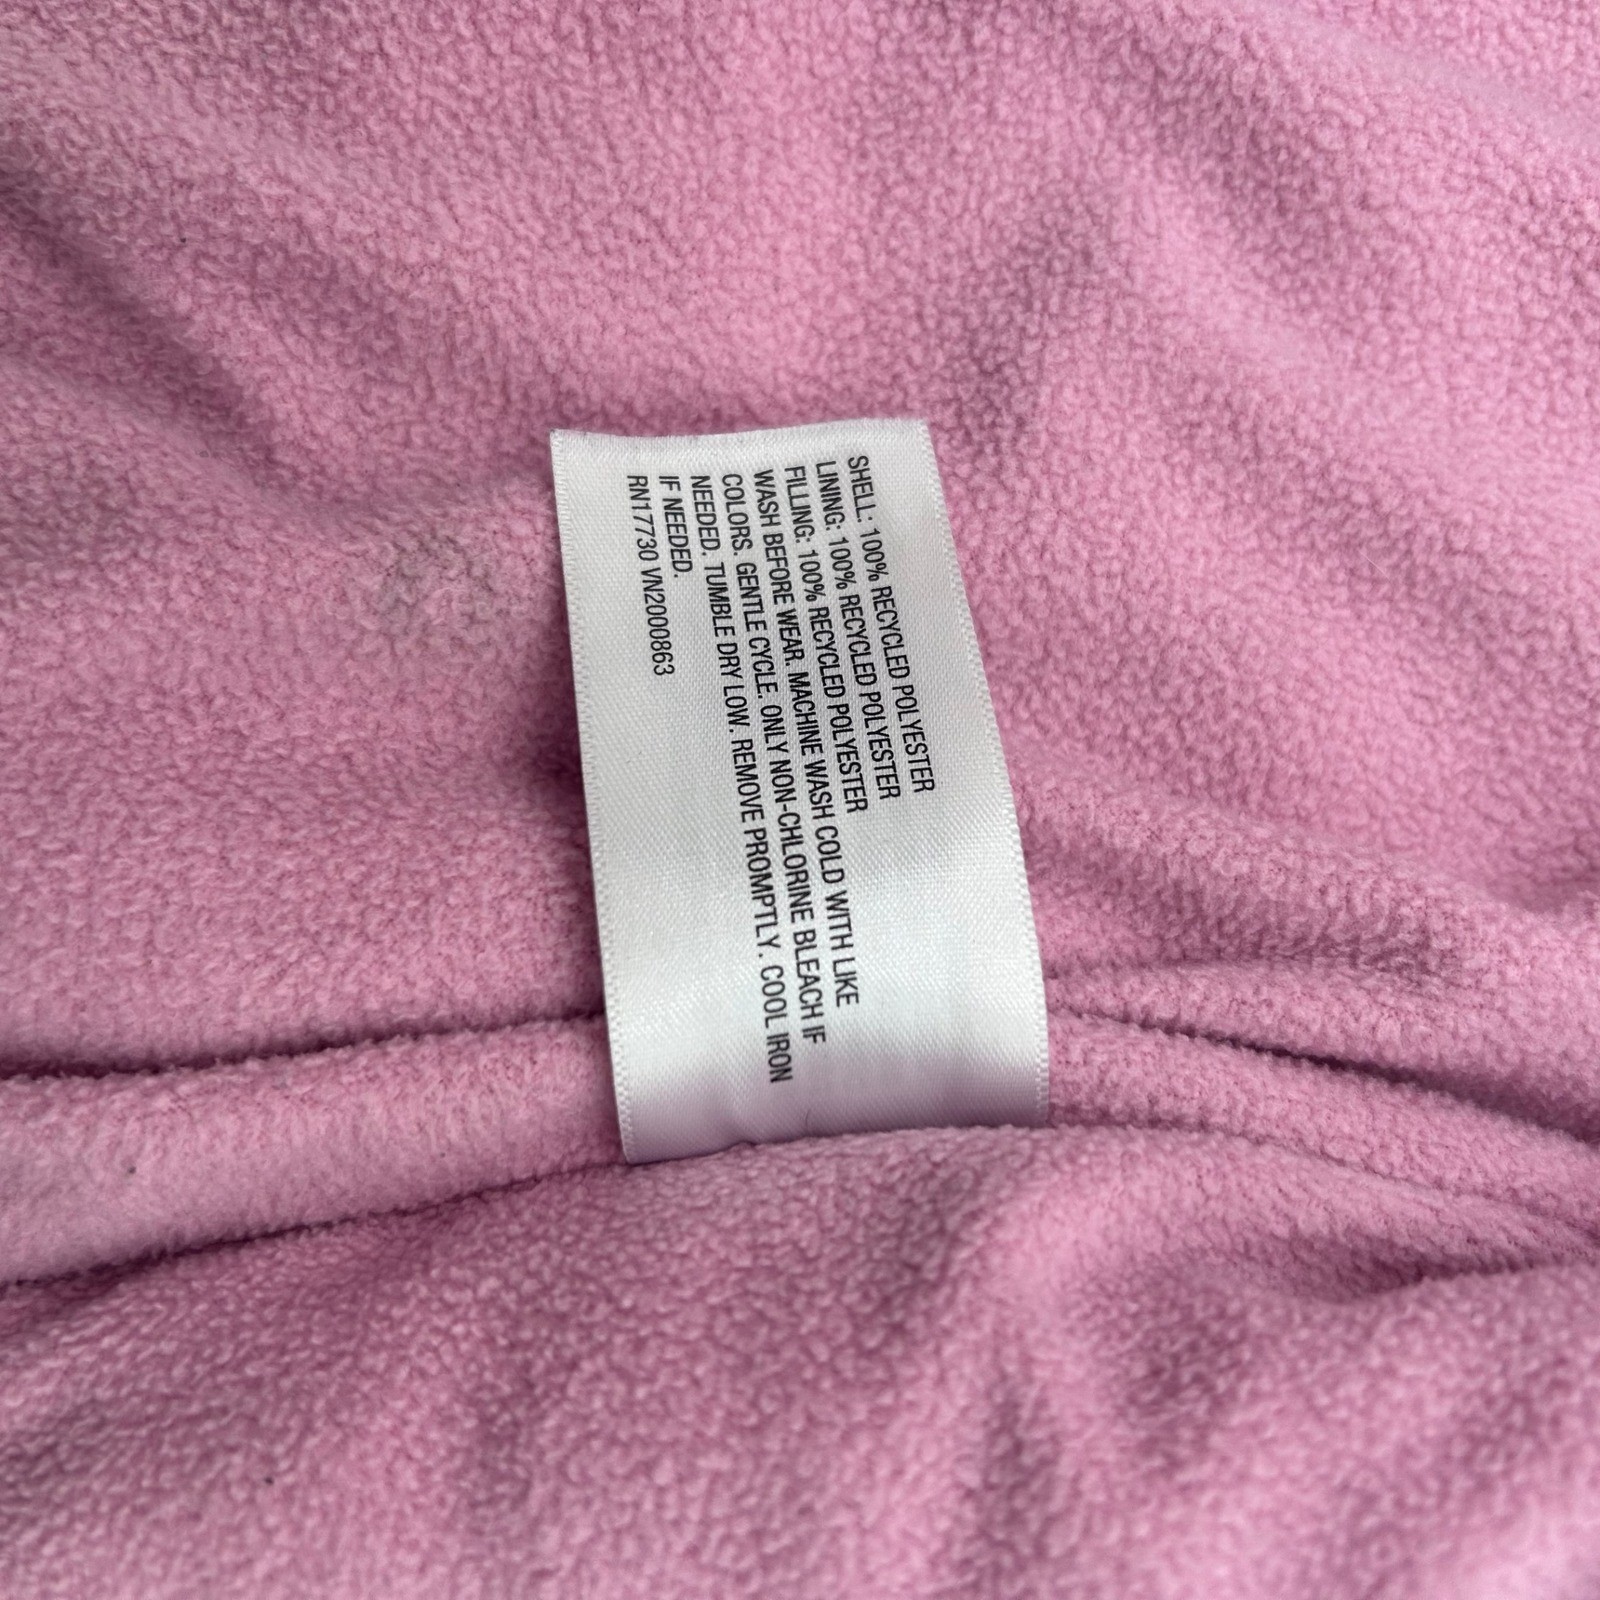 SHELL: 100% RECYCLED POLYESTER
LINING: 100% RECYCLED POLYESTER
FILLING: 100% RECYCLED POLYESTER
WASH BEFORE WEAR. MACHINE WASH COLD WITH LIKE
COLORS. GENTLE CYCLE. ONLY NON-CHLORINE BLEACH IF
NEEDED. TUMBLE DRY LOW. REMOVE PROMPTLY. COOL IRON
IF NEEDED.
RN17730 VN2000863